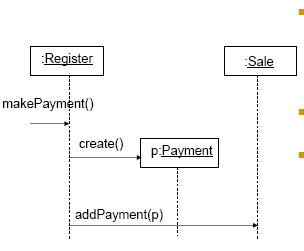 :Register
:Sale
makePayment()
create()
p:Payment
addPayment(p)